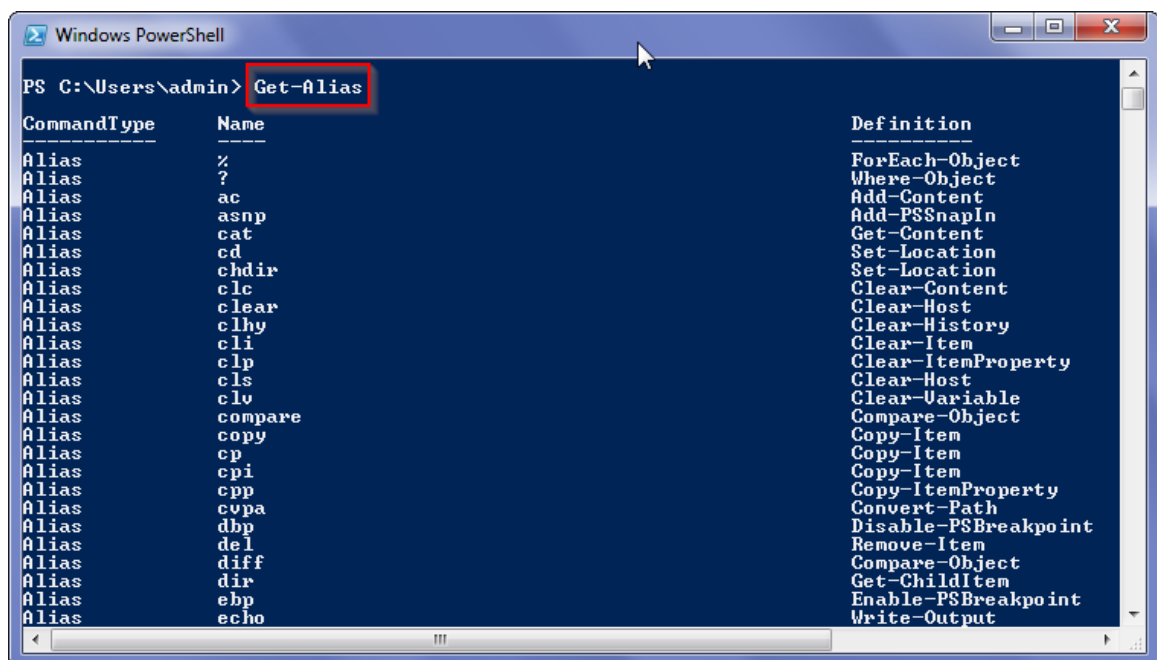 Windows PowerShell
PS C:\Users\admin> Get-Alias
CommandType Name Definition
----------- ---- ----------
Alias % ForEach-Object
Alias ? Where-Object
Alias ac Add-Content
Alias asnp Add-PSSnapIn
Alias cat Get-Content
Alias cd Set-Location
Alias chdir Set-Location
Alias clc Clear-Content
Alias clear Clear-Host
Alias clhy Clear-History
Alias cli Clear-Item
Alias clp Clear-ItemProperty
Alias cls Clear-Host
Alias clv Clear-Variable
Alias compare Compare-Object
Alias copy Copy-Item
Alias cp Copy-Item
Alias cpi Copy-Item
Alias cpp Copy-ItemProperty
Alias cvpa Convert-Path
Alias dbp Disable-PSBreakpoint
Alias del Remove-Item
Alias diff Compare-Object
Alias dir Get-ChildItem
Alias ebp Enable-PSBreakpoint
Alias echo Write-Output